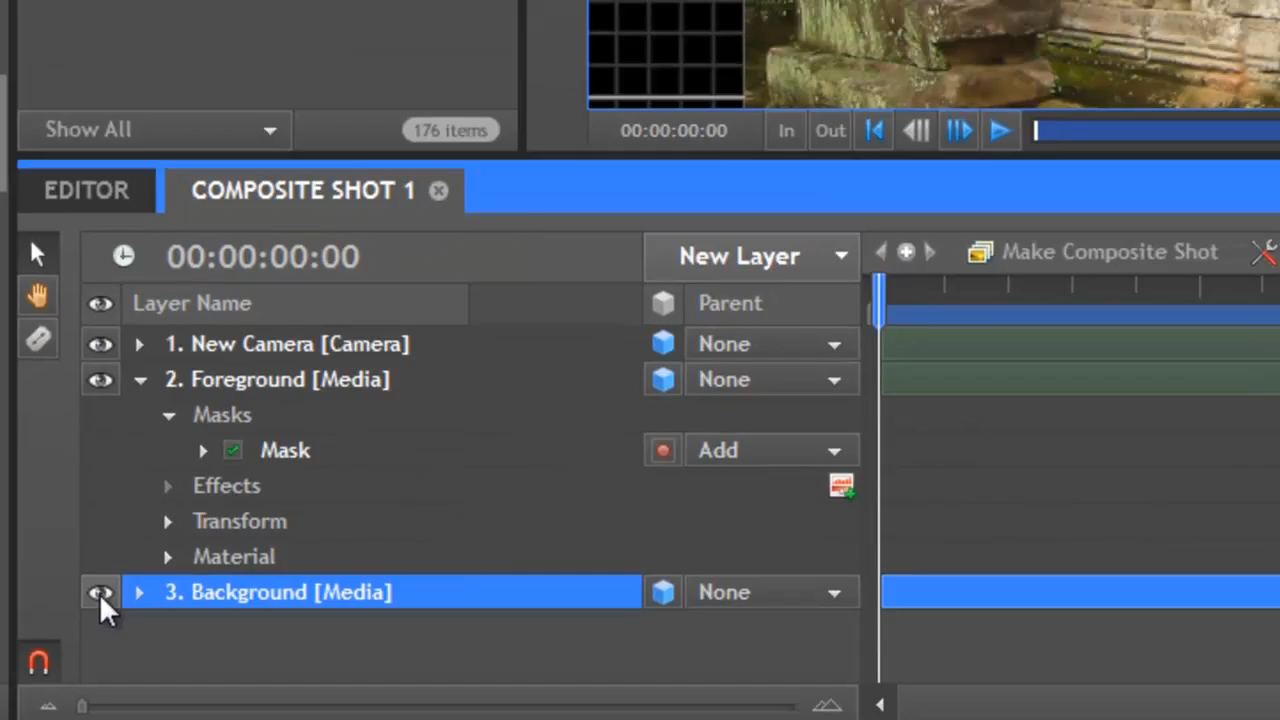 Show All
176 items
00:00:00:00
In
Out
EDITOR
COMPOSITE SHOT 1
00:00:00:00
New Layer
Make Composite Shot
Layer Name
Parent
1. New Camera [Camera]
None
2. Foreground [Media]
None
Masks
Mask
Add
Effects
Transform
Material
3. Background [Media]
None